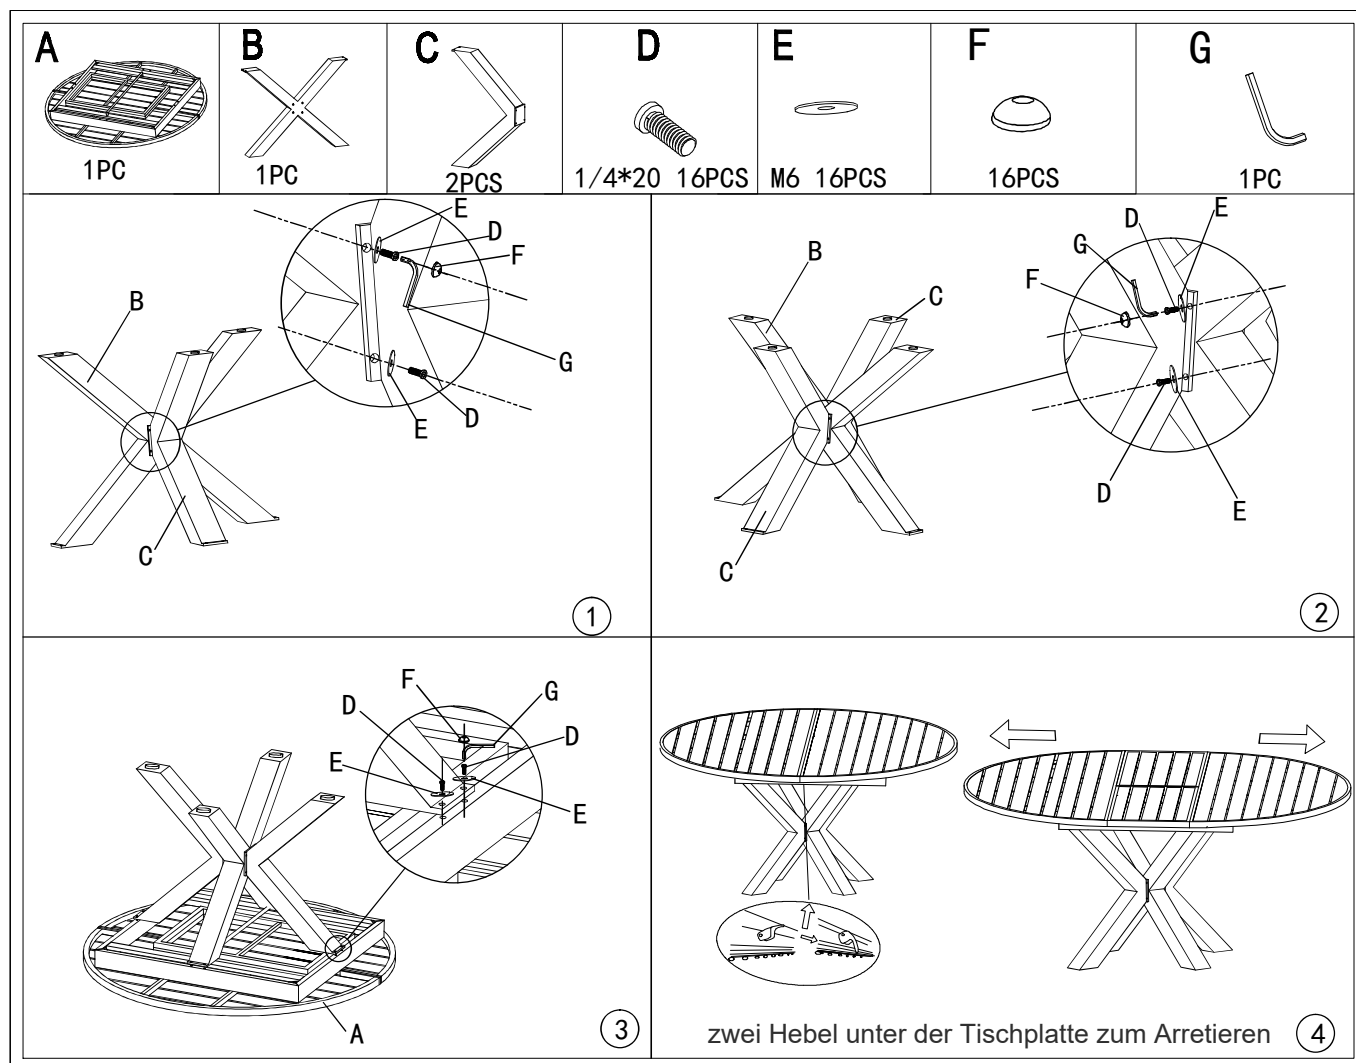 A B C D E F G
1PC 1PC 2PCS 1/4*20 16PCS M6 16PCS 16PCS 1PC
E
D
F
B
G
E D
C
1
E
D
G
B
F
C
D
E
C
2
F
G
D
D
E
E
A
3
zwei Hebel unter der Tischplatte zum Arretieren 4